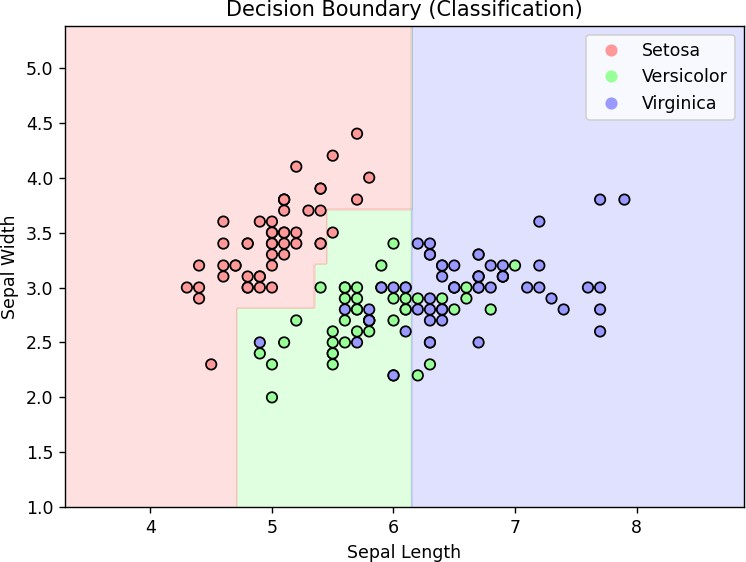 Decision Boundary (Classification)
Setosa
Versicolor
Virginica
Sepal Width
5.0
4.5
4.0
3.5
3.0
2.5
2.0
1.5
1.0
4 5 6 7 8
Sepal Length